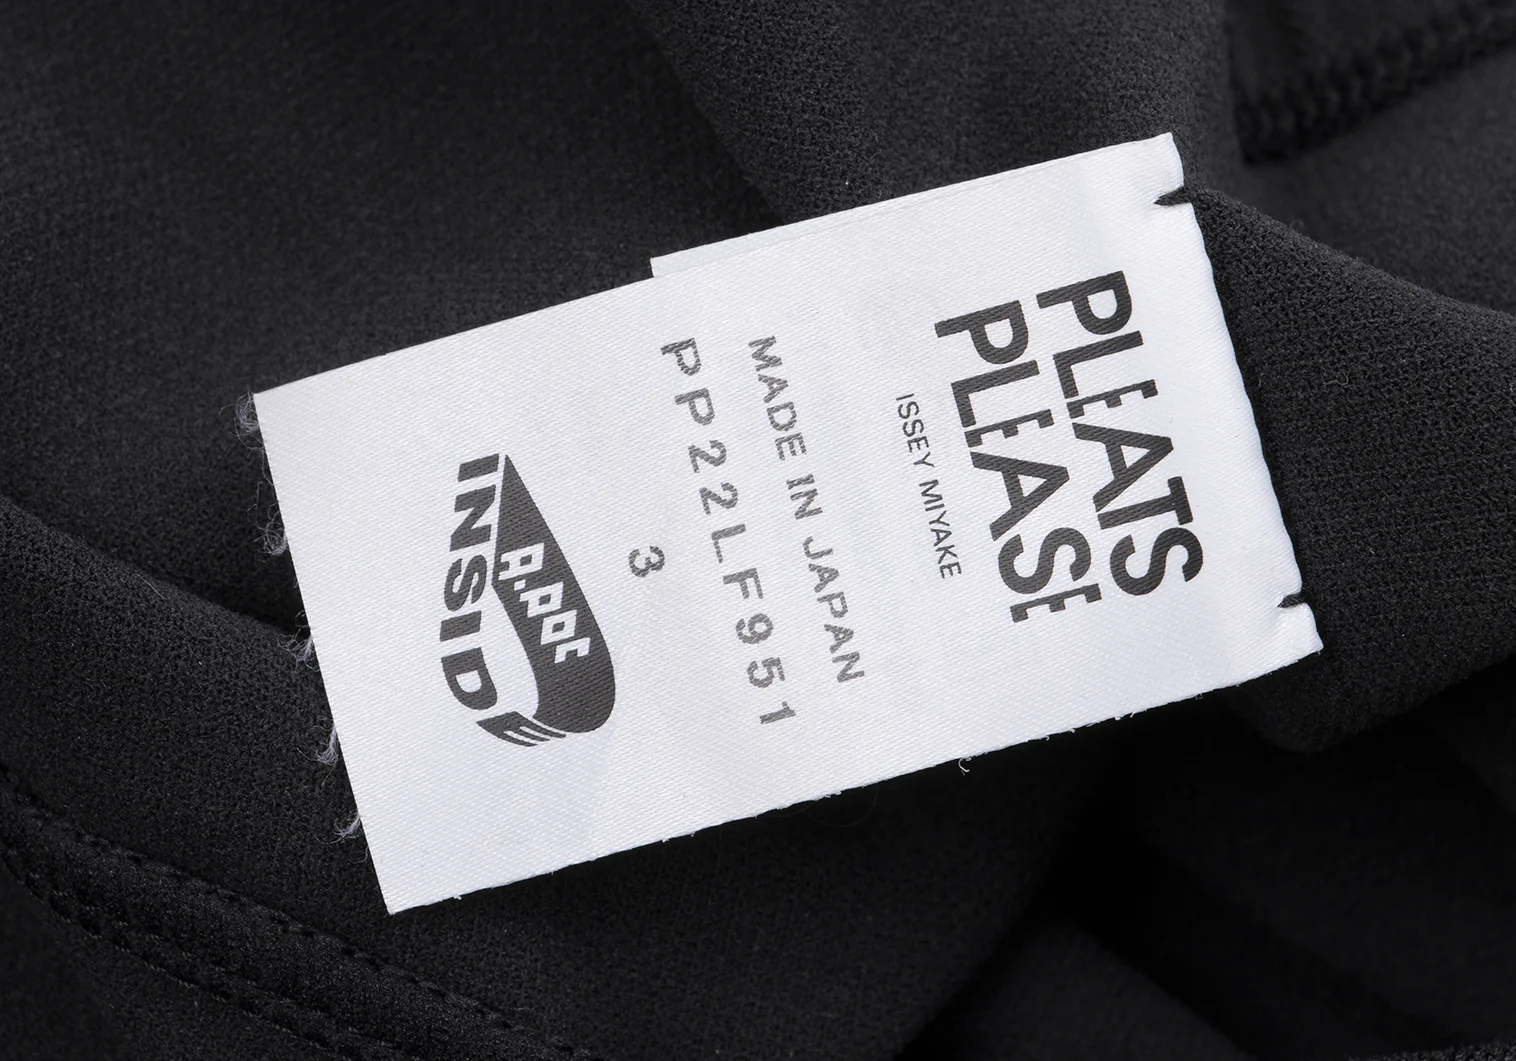 PLEATS
PLEASE
ISSEY MIYAKE
MADE IN JAPAN
PP22LF951
3
A.POC
INSIDE